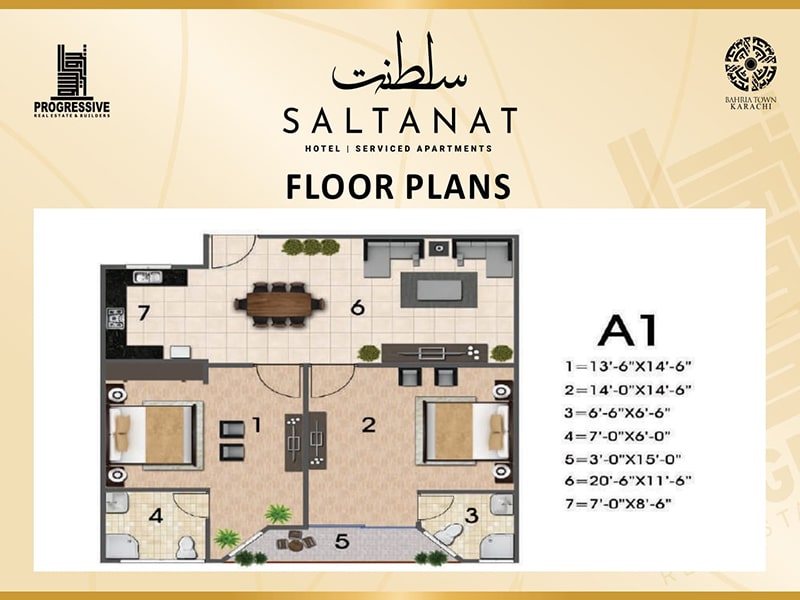 PROGRESSIVE
REAL ESTATE & BUILDERS
سلطنت
SALTANAT
HOTEL | SERVICED APARTMENTS
BAHRIA TOWN
KARACHI
FLOOR PLANS
7
6
1
2
4
3
5
A1
1=13'-6"X14'-6"
2=14'-0"X14'-6"
3=6'-6"X6'-6"
4=7'-0"X6'-0"
5=3'-0"X15'-0"
6=20'-6"X11'-6"
7=7'-0"X8'-6"